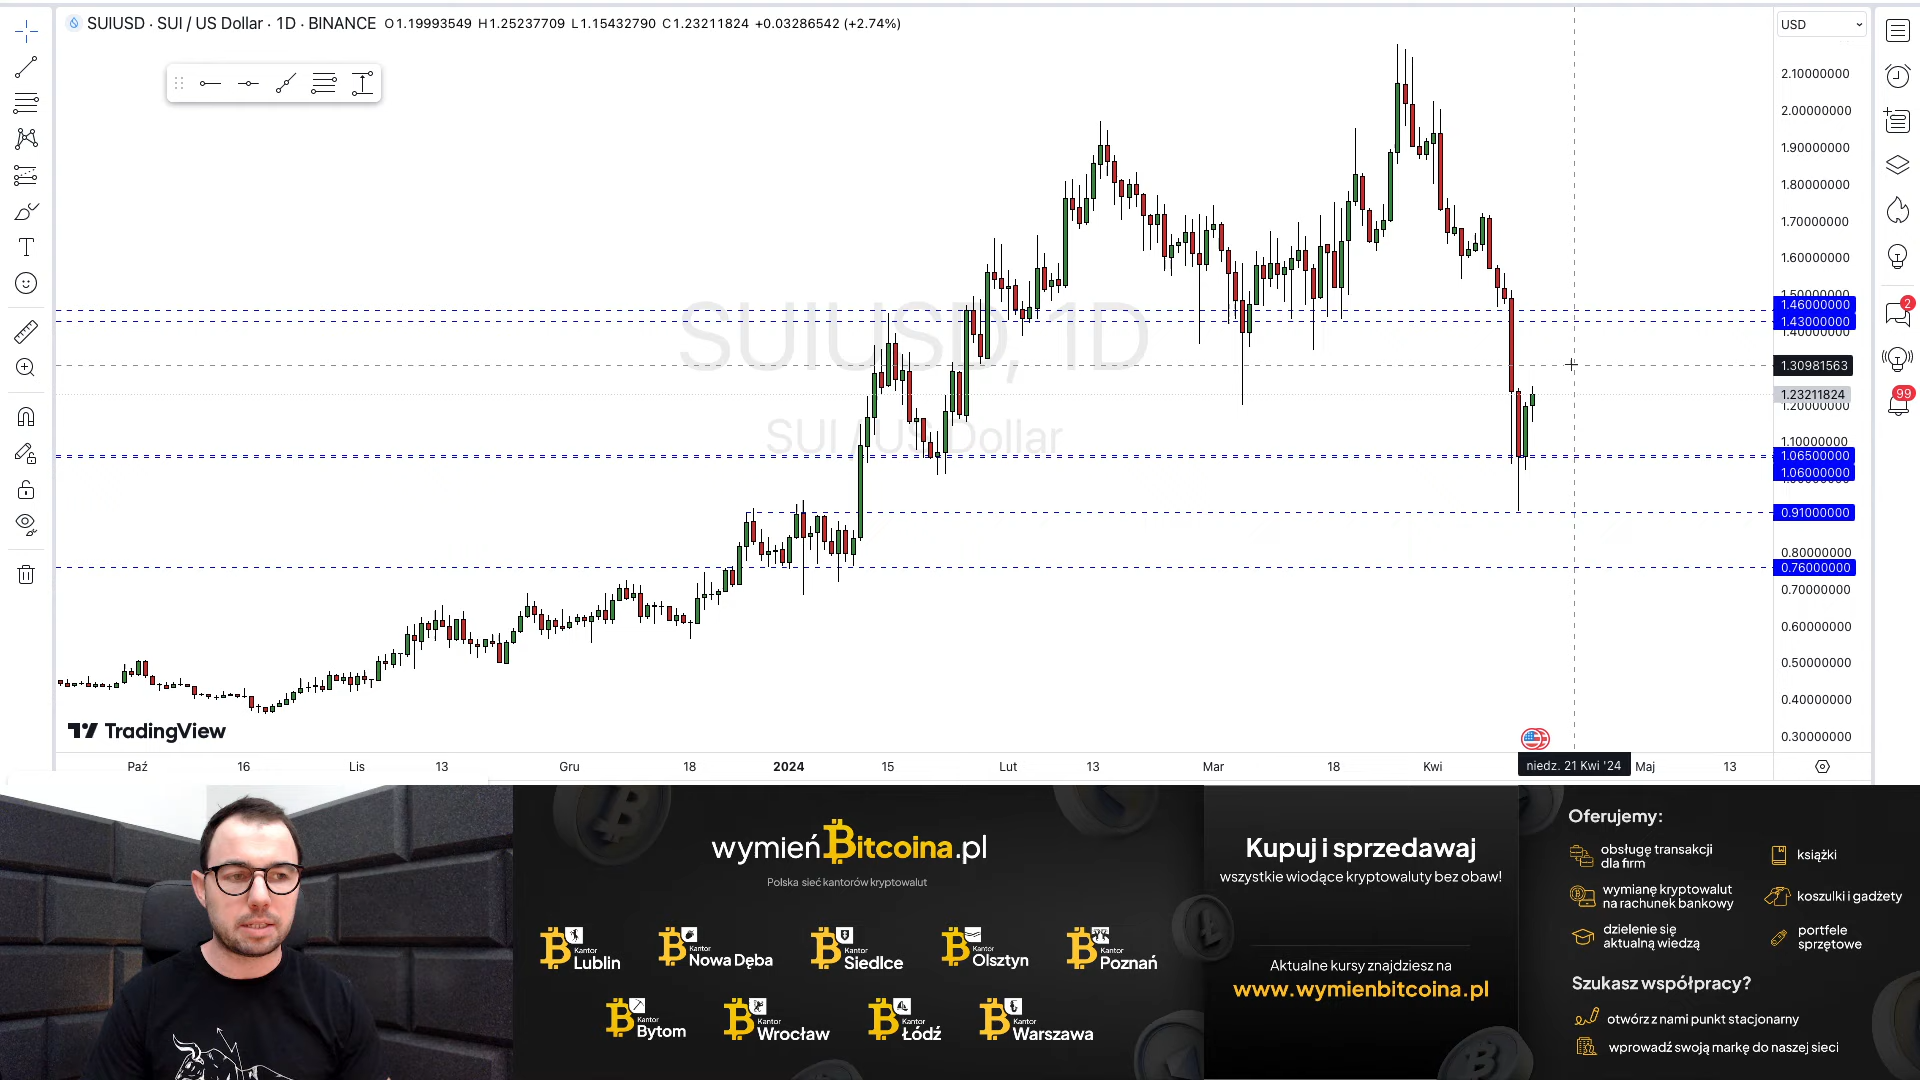 SUIUSD · SUI / US Dollar · 1D · BINANCE O1.19993549 H1.25237709 L1.15432790 C1.23211824 +0.03286542 (+2.74%)
USD
2.10000000
2.00000000
1.90000000
1.80000000
1.70000000
1.60000000
1.50000000
1.46000000
1.43000000
1.40000000
1.30981563
1.23211824
1.20000000
1.10000000
1.06500000
1.06000000
0.91000000
0.80000000
0.76000000
0.70000000
0.60000000
0.50000000
0.40000000
0.30000000
2
99
SUIUSD, 1D
SUI / US Dollar
TradingView
Paź 16 Lis 13 Gru 18 2024 15 Lut 13 Mar 18 Kwi niedz. 21 Kwi '24 Maj 13
wymieńBitcoina.pl
Polska sieć kantorów kryptowalut
Kantor Lublin
Kantor Nowa Dęba
Kantor Siedlce
Kantor Olsztyn
Kantor Poznań
Kantor Bytom
Kantor Wrocław
Kantor Łódź
Kantor Warszawa
Kupuj i sprzedawaj
wszystkie wiodące kryptowaluty bez obaw!
Aktualne kursy znajdziesz na
www.wymienbitcoina.pl
Oferujemy:
obsługę transakcji
dla firm
wymianę kryptowalut
na rachunek bankowy
dzielenie się
aktualną wiedzą
książki
koszulki i gadżety
portfele
sprzętowe
Szukasz współpracy?
otwórz z nami punkt stacjonarny
wprowadź swoją markę do naszej sieci